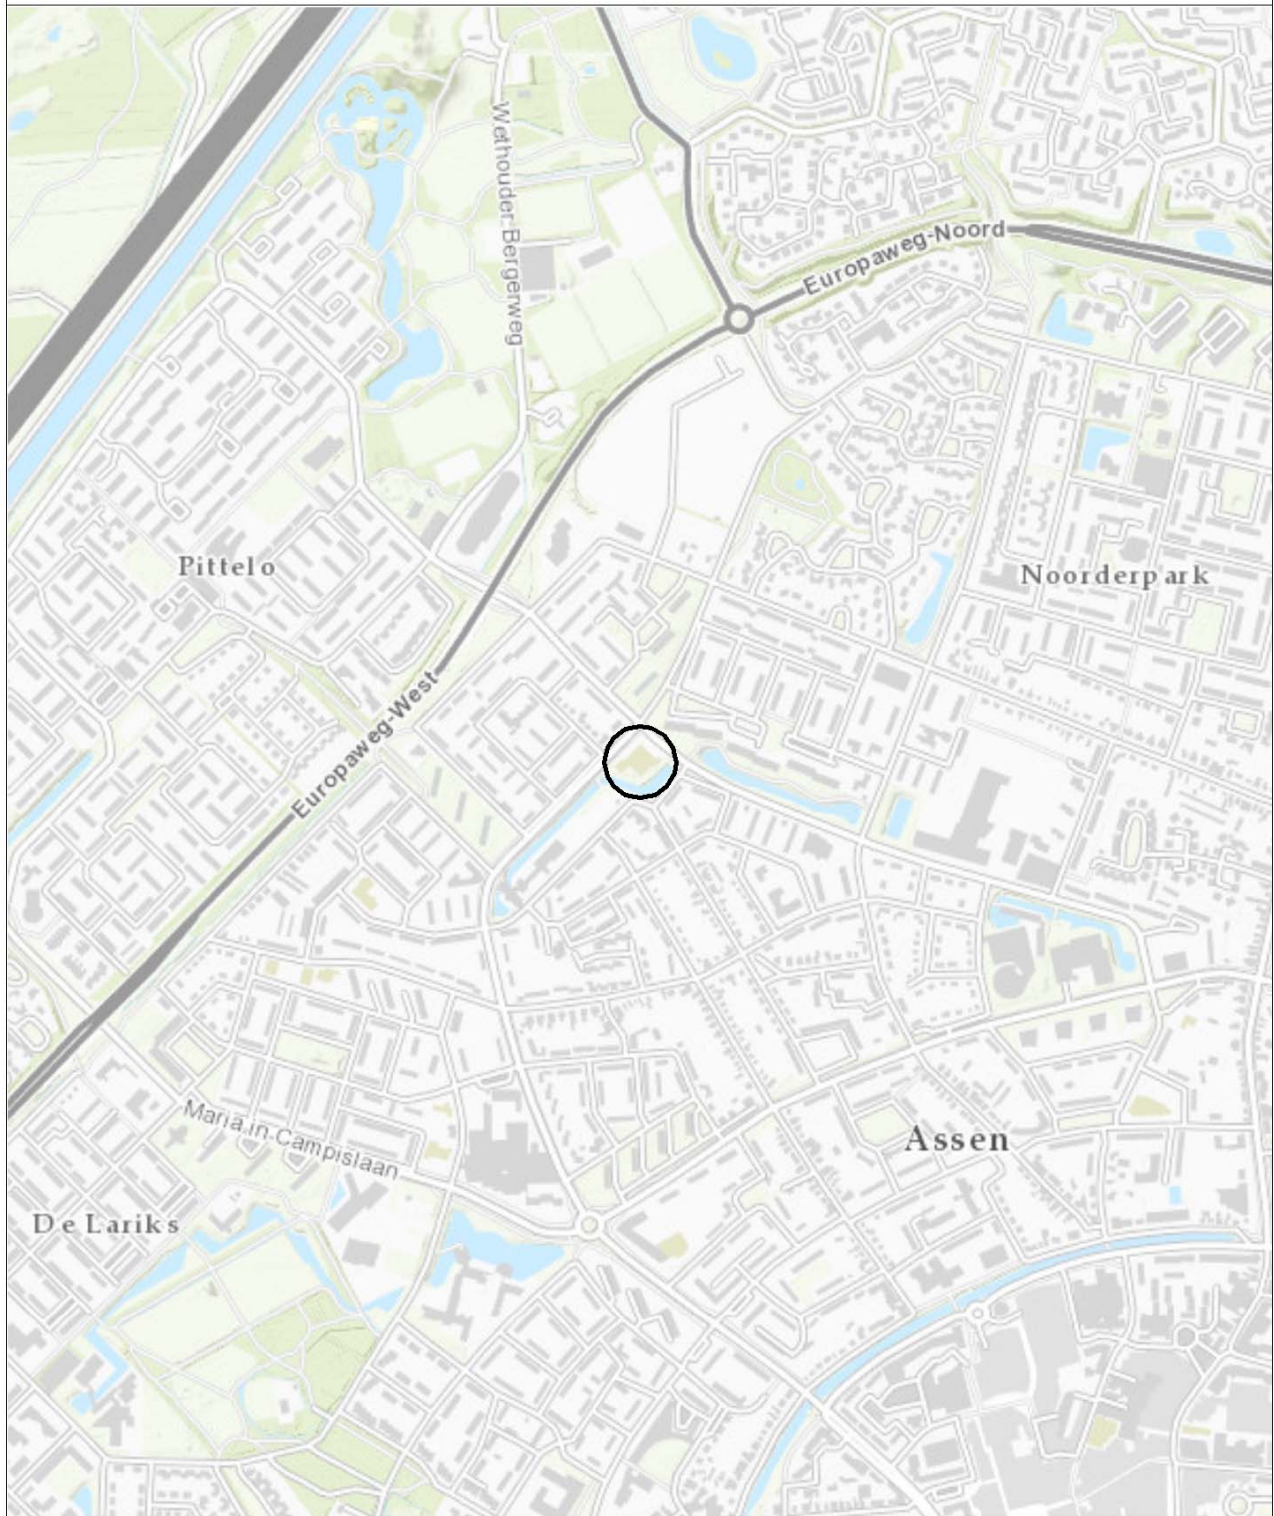 Wethouder Bergerweg
Europaweg-Noord
Pittelo
Noorderpark
Europaweg-West
Maria in Campislaan
Assen
De Lariks